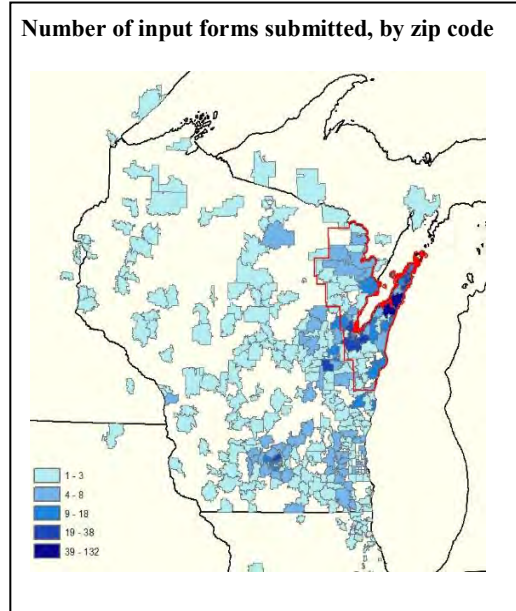 Number of input forms submitted, by zip code
1 - 3
4 - 8
9 - 18
19 - 38
39 - 132